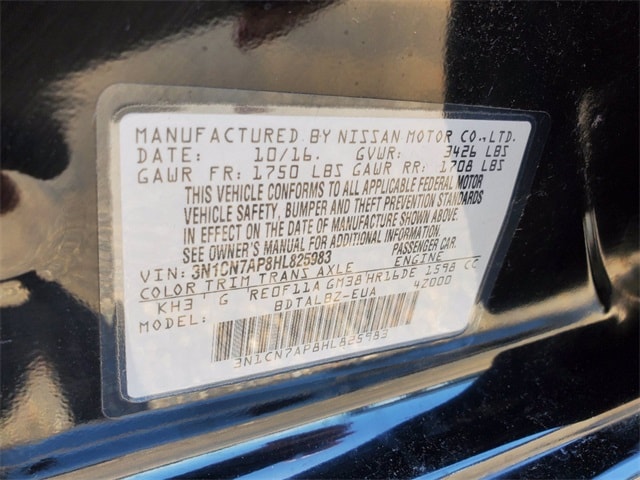 MANUFACTURED BY NISSAN MOTOR CO.,LTD.
DATE: 10/16. GVWR: 3426 LBS
GAWR FR: 1750 LBS GAWR RR: 1708 LBS
THIS VEHICLE CONFORMS TO ALL APPLICABLE FEDERAL MOTOR
VEHICLE SAFETY, BUMPER AND THEFT PREVENTION STANDARDS
IN EFFECT ON THE DATE OF MANUFACTURE SHOWN ABOVE.
SEE OWNER'S MANUAL FOR ADDITIONAL INFORMATION.
VIN: 3N1CN7AP8HL825983 PASSENGER CAR
COLOR TRIM TRANS AXLE ENGINE
KH3 G RE0F11A GM38 HR16DE 1598 CC
MODEL: BDTALBZ-EUA 42000
3N1CN7AP8HL825983